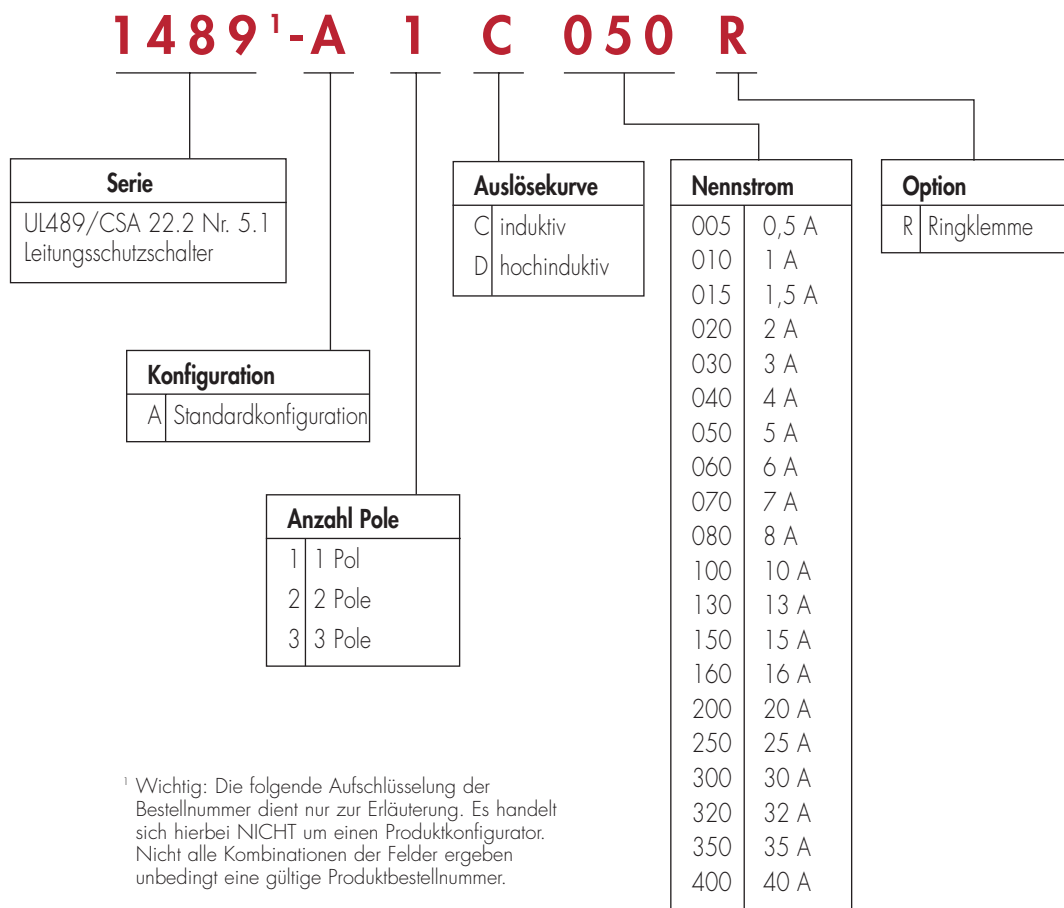 1489¹-A 1 C 050 R
Serie
UL489/CSA 22.2 Nr. 5.1
Leitungsschutzschalter
Konfiguration
A Standardkonfiguration
Anzahl Pole
1 1 Pol
2 2 Pole
3 3 Pole
Auslösekurve
C induktiv
D hochinduktiv
Nennstrom
005 0,5 A
010 1 A
015 1,5 A
020 2 A
030 3 A
040 4 A
050 5 A
060 6 A
070 7 A
080 8 A
100 10 A
130 13 A
150 15 A
160 16 A
200 20 A
250 25 A
300 30 A
320 32 A
350 35 A
400 40 A
Option
R Ringklemme
¹ Wichtig: Die folgende Aufschlüsselung der
Bestellnummer dient nur zur Erläuterung. Es handelt
sich hierbei NICHT um einen Produktkonfigurator.
Nicht alle Kombinationen der Felder ergeben
unbedingt eine gültige Produktbestellnummer.